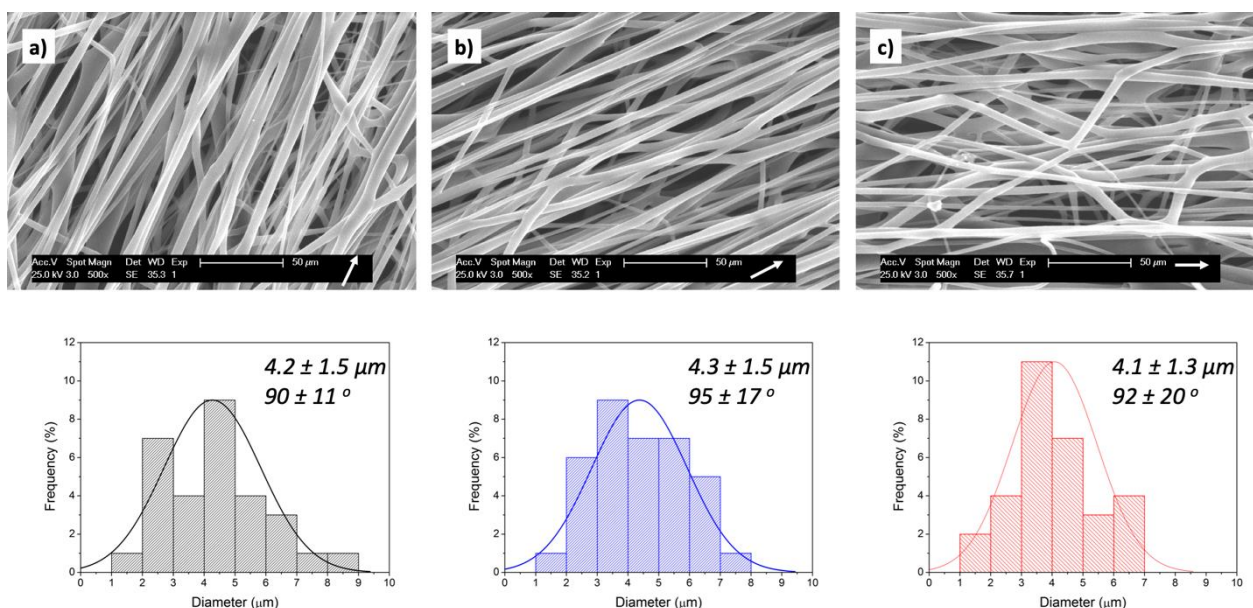 a)
Acc.V Spot Magn Det WD Exp 50 µm
25.0 kV 3.0 500x SE 35.3 1
b)
Acc.V Spot Magn Det WD Exp 50 µm
25.0 kV 3.0 500x SE 35.2 1
c)
Acc.V Spot Magn Det WD Exp 50 µm
25.0 kV 3.0 500x SE 35.7 1
4.2 ± 1.5 µm
90 ± 11 º
Frequency (%)
12
10
8
6
4
2
0
0 1 2 3 4 5 6 7 8 9 10
Diameter (µm)
4.3 ± 1.5 µm
95 ± 17 º
Frequency (%)
12
10
8
6
4
2
0
0 1 2 3 4 5 6 7 8 9 10
Diameter (µm)
4.1 ± 1.3 µm
92 ± 20 º
Frequency (%)
12
10
8
6
4
2
0
0 1 2 3 4 5 6 7 8 9 10
Diameter (µm)